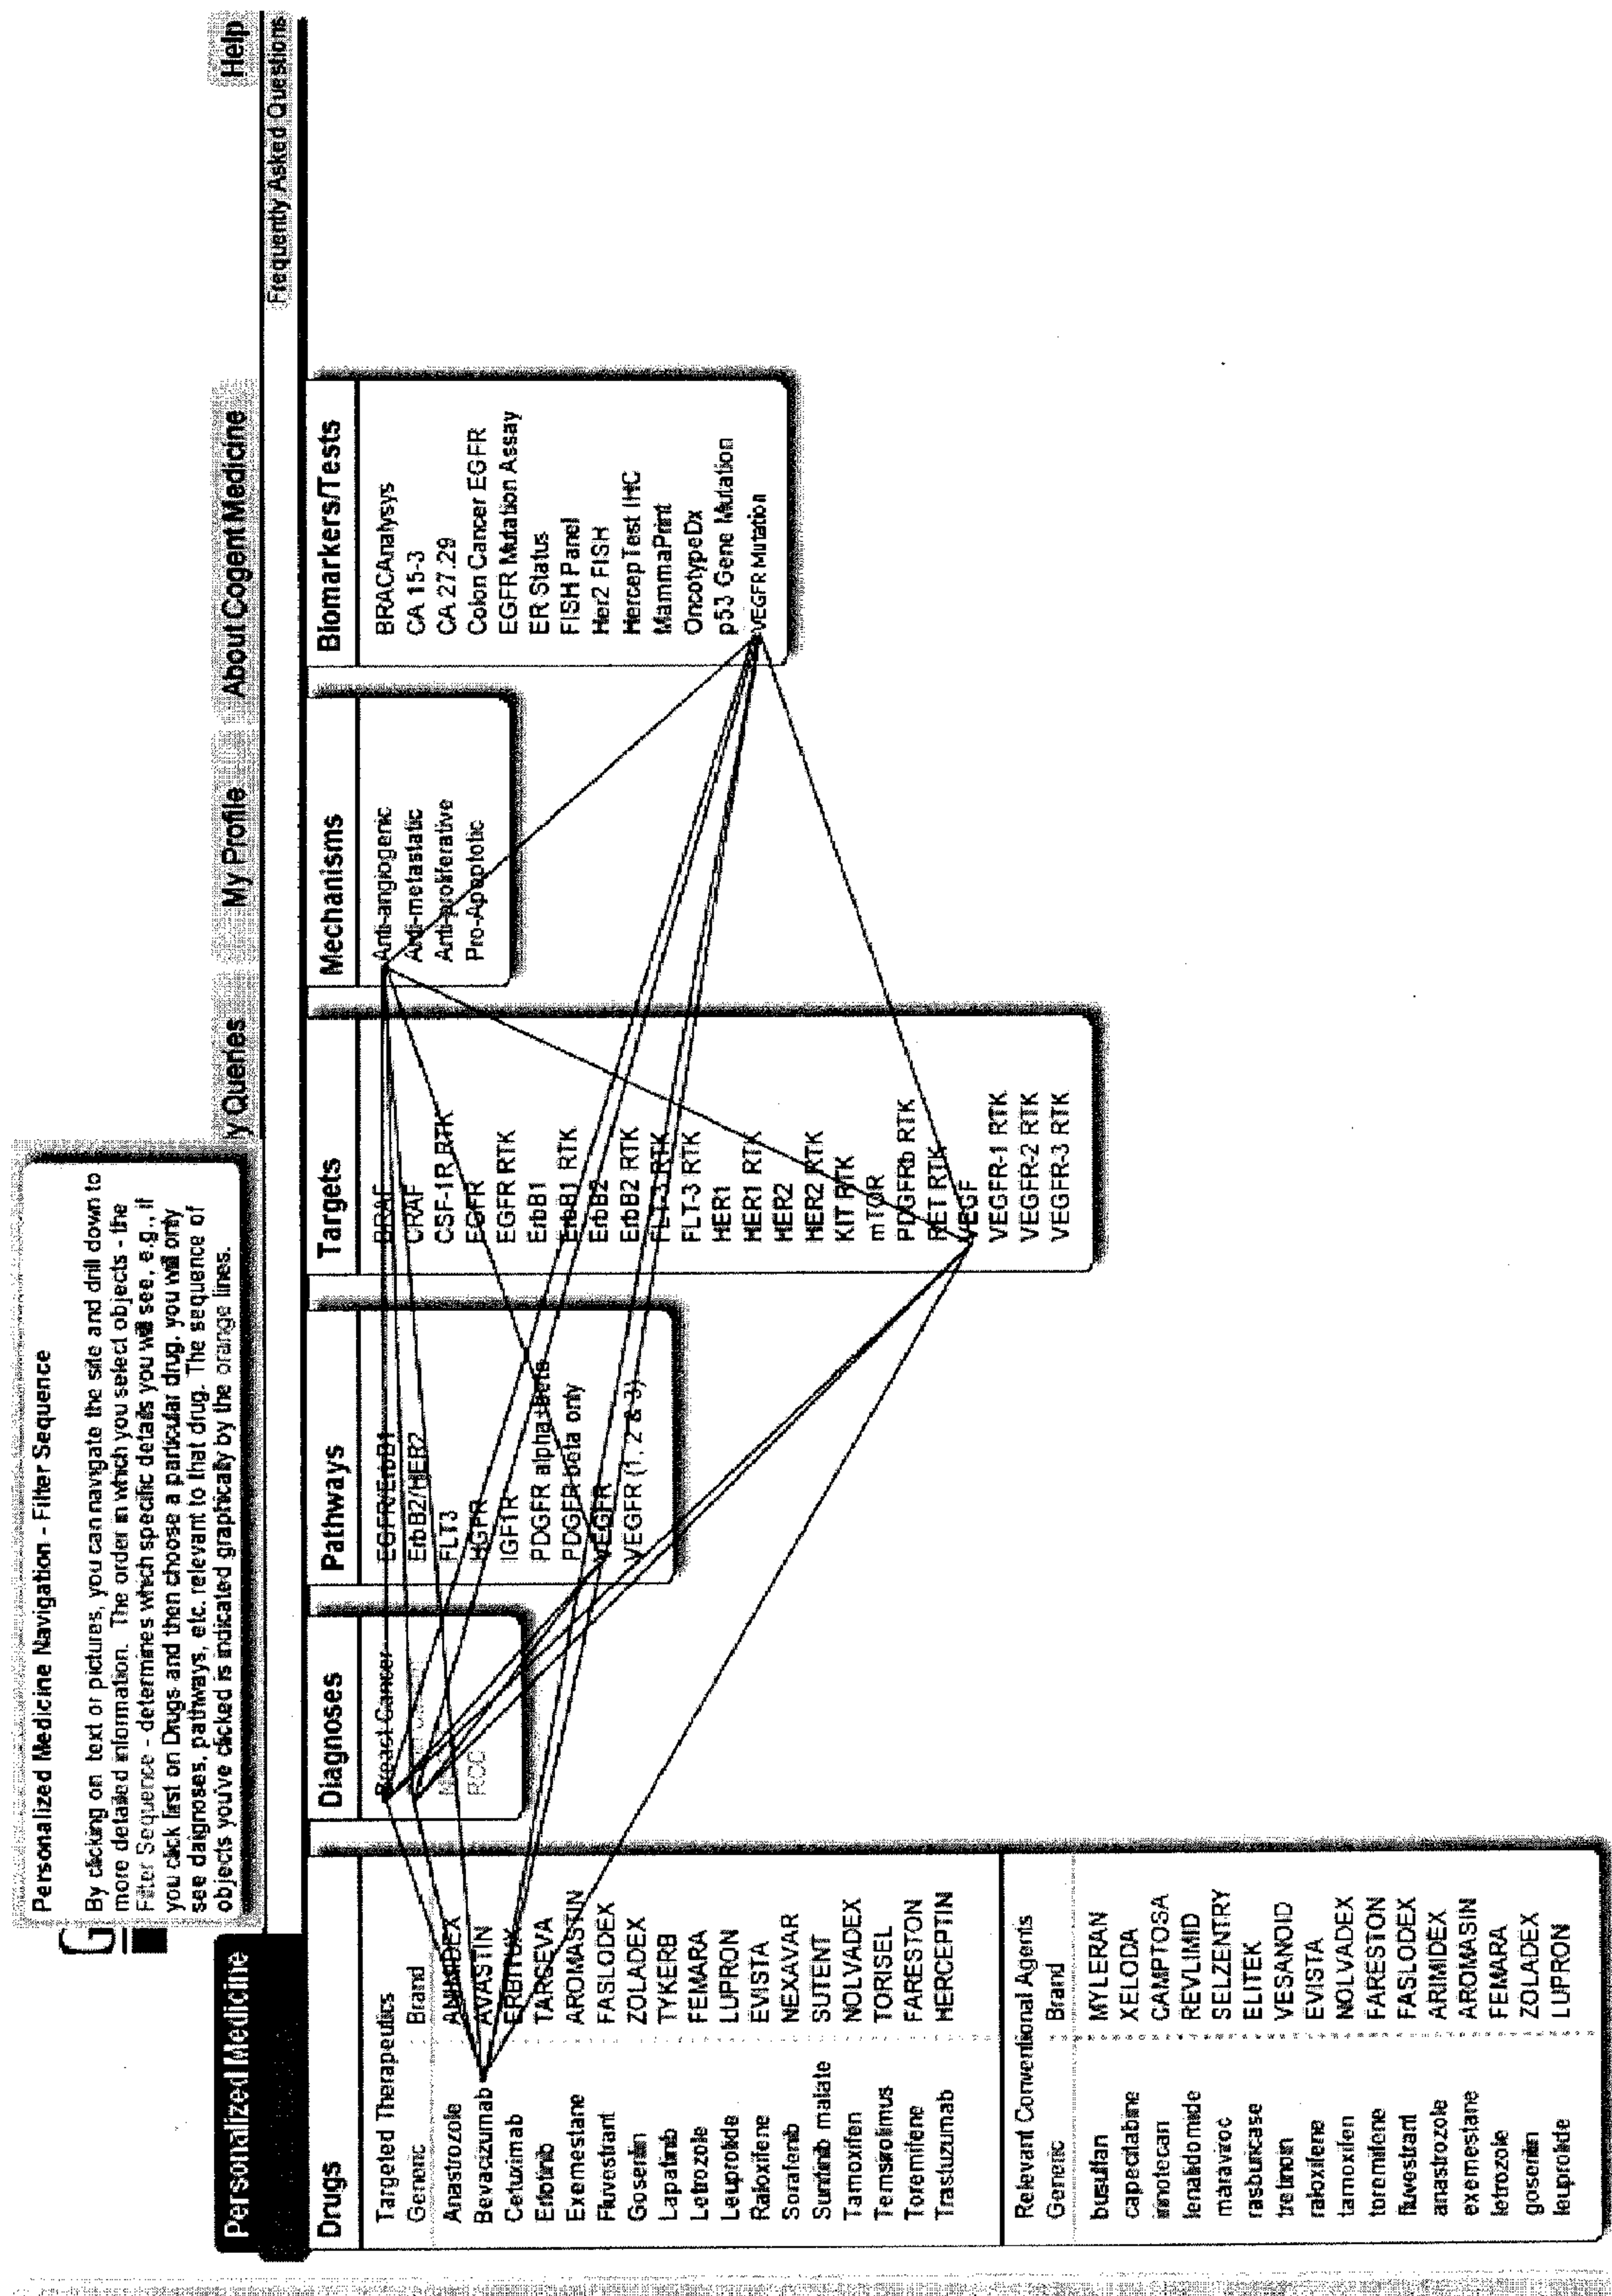 Personalized Medicine Navigation - Filter Sequence
By clicking on text or pictures, you can navigate the site and drill down to
more detailed information. The order in which you select objects - the
Filter Sequence - determines which specific details you will see, e.g., if
you click first on Drugs and then choose a particular drug, you will only
see daignoses, pathways, etc. relevant to that drug. The sequence of
objects you've clicked is indicated graphically by the orange lines.
G
Personalized Medicine
y Queries
My Profile
About Cogent Medicine
Help
Frequently Asked Questions
Drugs
Targeted Therapeutics
Generic Brand
Anastrozole ANIMIDEX
Bevacizumab AVASTIN
Cetuximab ERBITUX
Erlotinib TARGEVA
Exemestane AROMASTIN
Fluvestrant FASLODEX
Goserilin ZOLADEX
Lapatinib TYKERB
Letrozole FEMARA
Leuprolide LUPRON
Raloxifene EVISTA
Sorafenib NEXAVAR
Sunitinib malate SUTENT
Tamoxifen NOLVADEX
Temsirolimus TORISEL
Toremifene FARESTON
Trastuzumab HERCEPTIN
Relevant Conventional Agents
Generic Brand
busulfan MYLERAN
capecitabine XELODA
irinotecan CAMPTOSA
lenalidomide REVLIMID
maraviroc SELZENTRY
rasburicase ELITEK
tretinoin VESANOID
raloxifene EVISTA
tamoxifen NOLVADEX
toremifene FARESTON
fluvestrant FASLODEX
anastrozole ARIMIDEX
exemestane AROMASIN
letrozole FEMARA
goserilin ZOLADEX
leuprolide LUPRON
Diagnoses
Breast Cancer
RCC
Pathways
EGFR/ErbB1
ErbB2/HER2
FLT3
HGFR
IGF1R
PDGFR alpha+beta
PDGFR beta only
VEGFR
VEGFR (1, 2 & 3)
Targets
BRAF
CRAF
CSF-1R RTK
EGFR
EGFR RTK
ErbB1
ErbB1 RTK
ErbB2
ErbB2 RTK
FLT-3 RTK
FLT-3 RTK
HER1
HER1 RTK
HER2
HER2 RTK
KIT RTK
mTOR
PDGFRb RTK
RET RTK
VEGF
VEGFR-1 RTK
VEGFR-2 RTK
VEGFR-3 RTK
Mechanisms
Anti-angiogenic
Anti-metastatic
Anti-proliferative
Pro-Apoptotic
Biomarkers/Tests
BRACAnalysys
CA 15-3
CA 27.29
Colon Cancer EGFR
EGFR Mutation Assay
ER Status
FISH Panel
Her2 FISH
HercepTest IHC
MammaPrint
OncotypeDx
p53 Gene Mutation
VEGFR Mutation